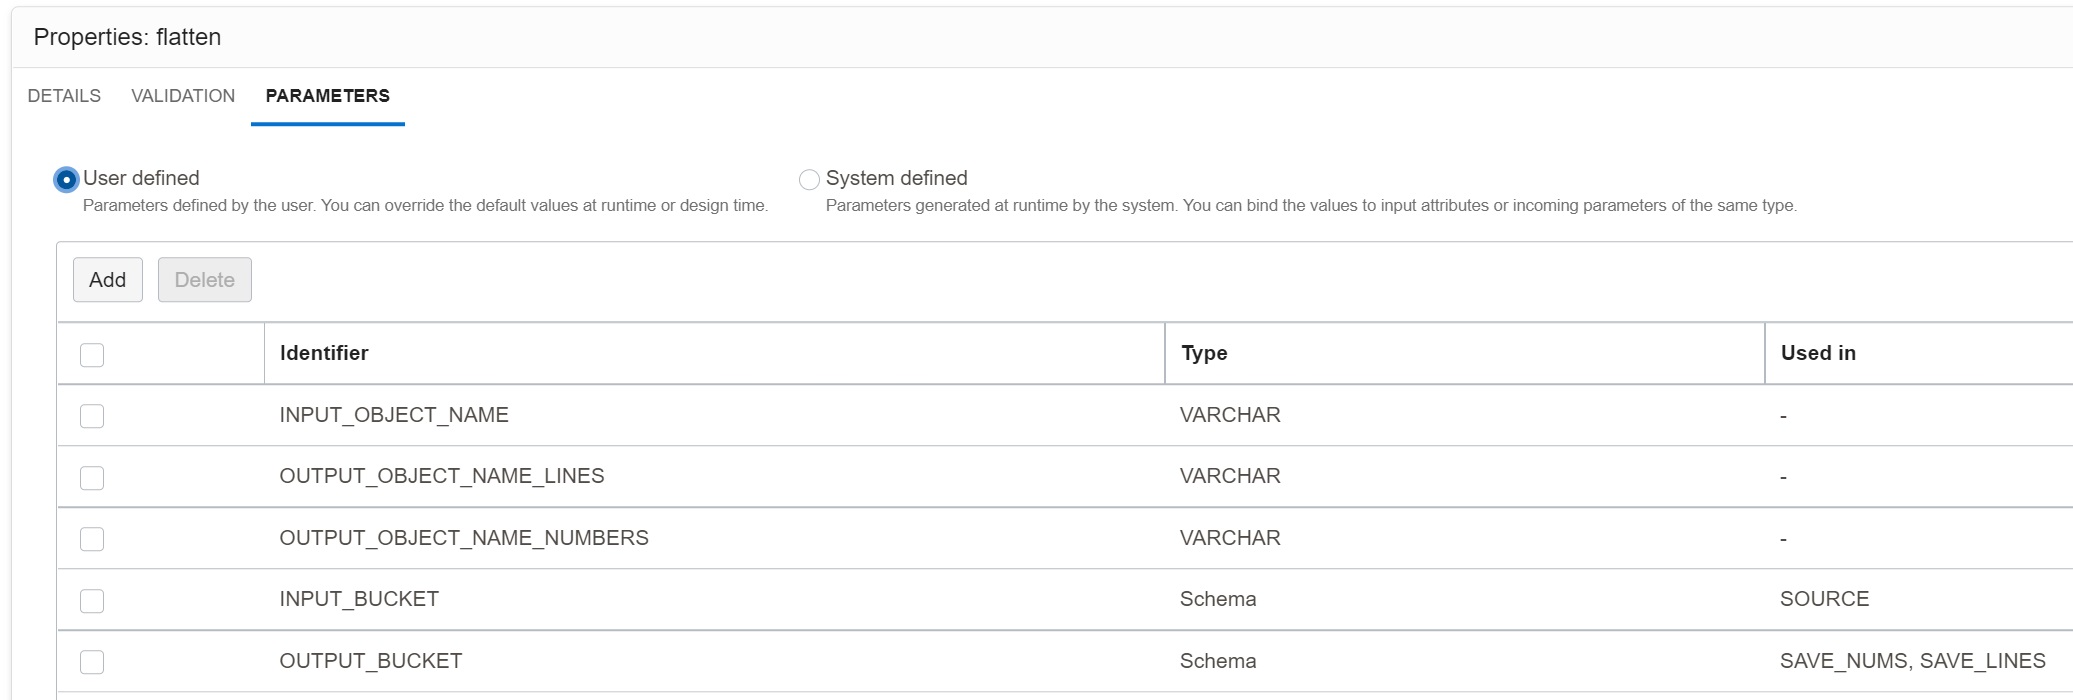 Properties: flatten
DETAILS VALIDATION PARAMETERS
User defined System defined
Parameters defined by the user. You can override the default values at runtime or design time. Parameters generated at runtime by the system. You can bind the values to input attributes or incoming parameters of the same type.
Add Delete
Identifier Type Used in
INPUT_OBJECT_NAME VARCHAR -
OUTPUT_OBJECT_NAME_LINES VARCHAR -
OUTPUT_OBJECT_NAME_NUMBERS VARCHAR -
INPUT_BUCKET Schema SOURCE
OUTPUT_BUCKET Schema SAVE_NUMS, SAVE_LINES